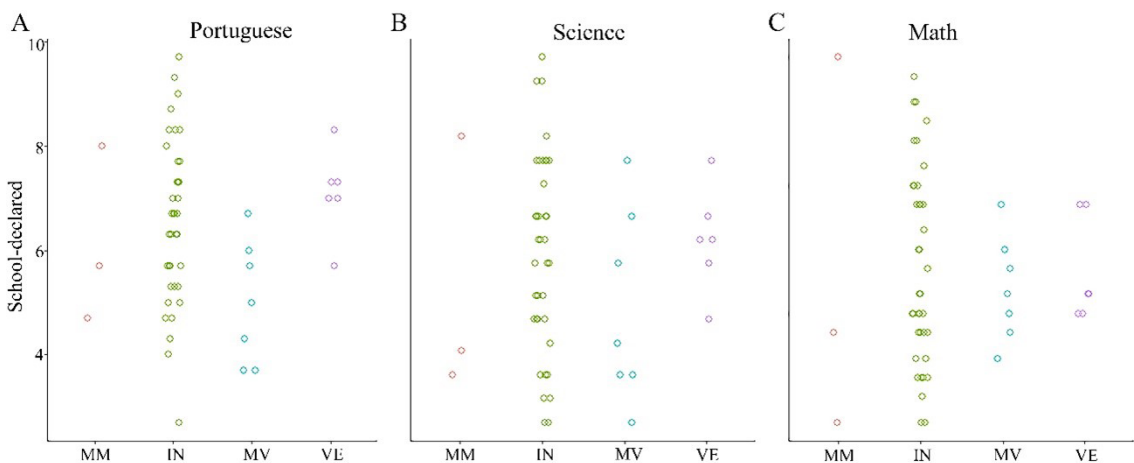 A
Portuguese
B
Science
C
Math
School-declared
10
8
6
4
MM
IN
MV
VE
MM
IN
MV
VE
MM
IN
MV
VE